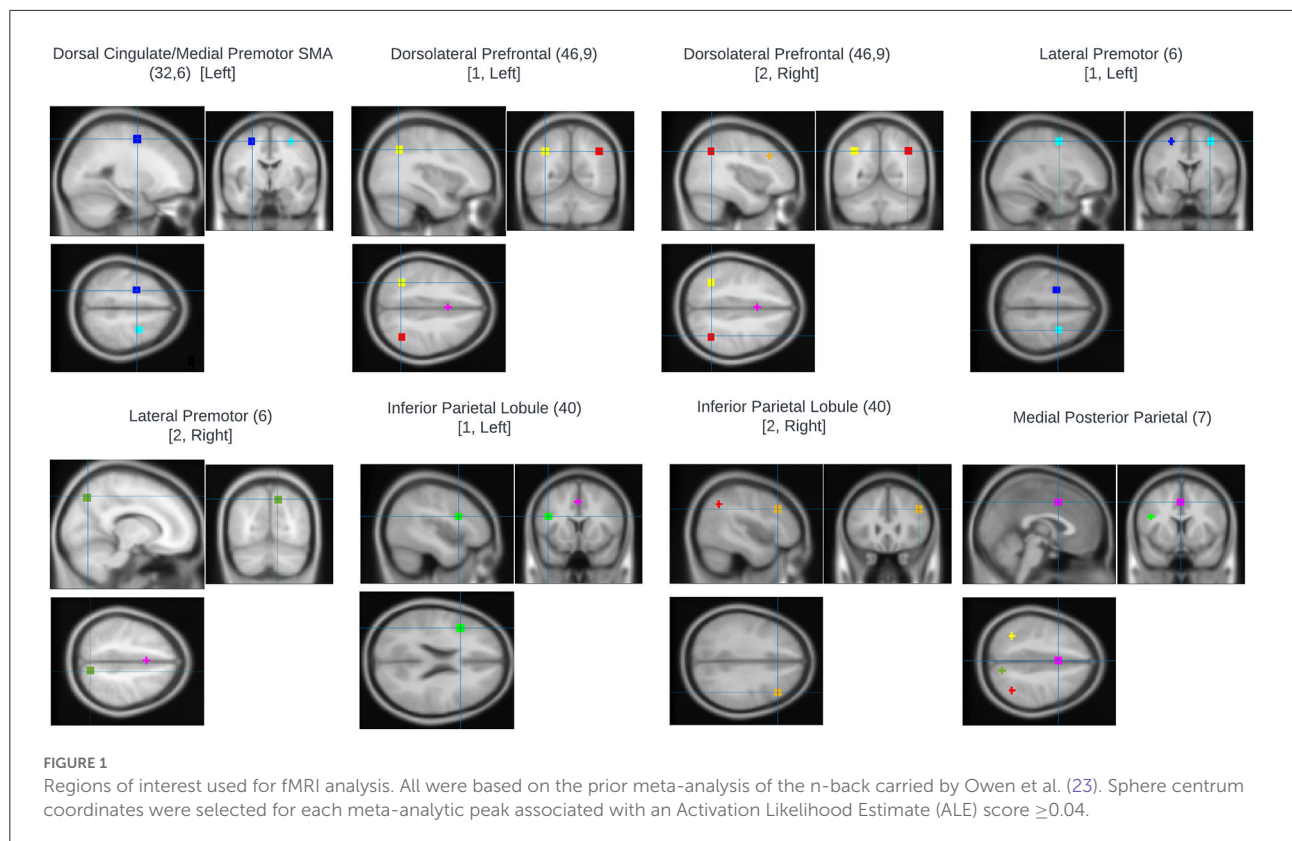 Dorsal Cingulate/Medial Premotor SMA
(32,6) [Left]
Dorsolateral Prefrontal (46,9)
[1, Left]
Dorsolateral Prefrontal (46,9)
[2, Right]
Lateral Premotor (6)
[1, Left]
Lateral Premotor (6)
[2, Right]
Inferior Parietal Lobule (40)
[1, Left]
Inferior Parietal Lobule (40)
[2, Right]
Medial Posterior Parietal (7)
FIGURE 1
Regions of interest used for fMRI analysis. All were based on the prior meta-analysis of the n-back carried by Owen et al. (23). Sphere centrum
coordinates were selected for each meta-analytic peak associated with an Activation Likelihood Estimate (ALE) score ≥0.04.